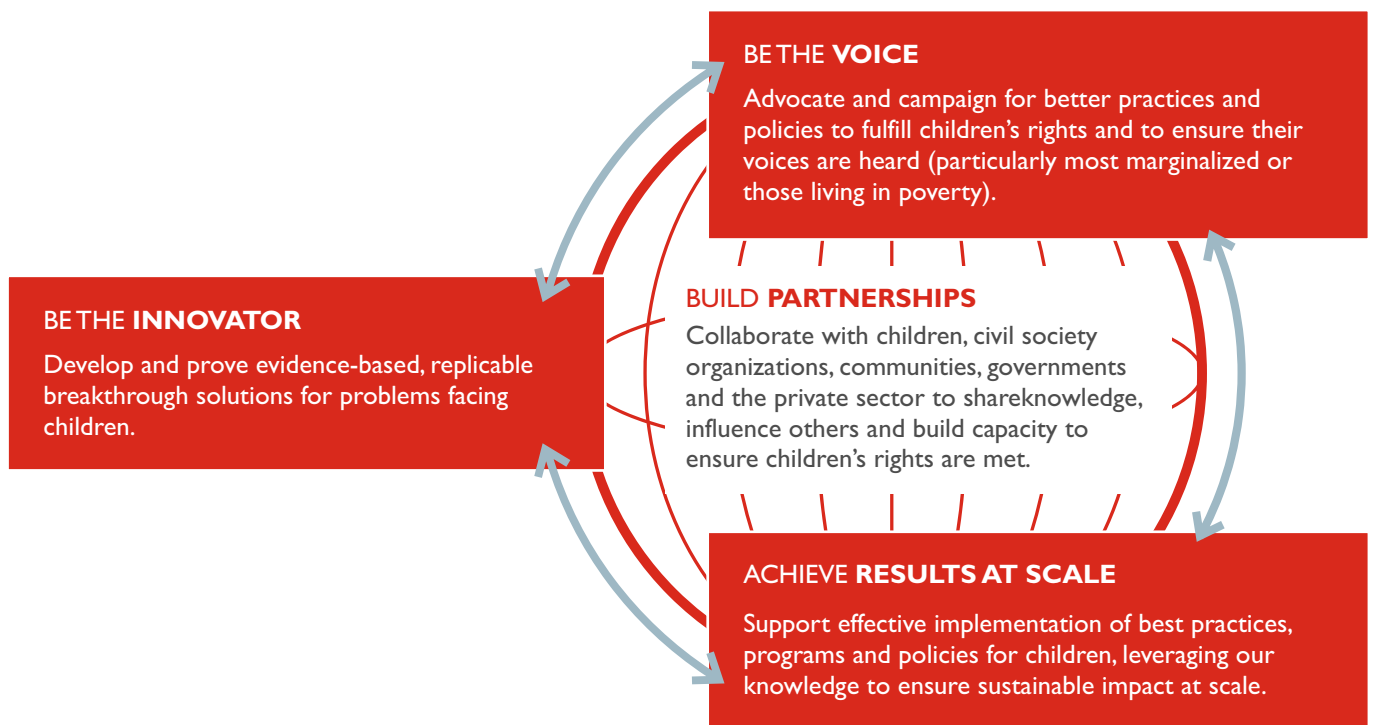 BE THE VOICE
Advocate and campaign for better practices and
policies to fulfill children’s rights and to ensure their
voices are heard (particularly most marginalized or
those living in poverty).
BE THE INNOVATOR
Develop and prove evidence-based, replicable
breakthrough solutions for problems facing
children.
BUILD PARTNERSHIPS
Collaborate with children, civil society
organizations, communities, governments
and the private sector to shareknowledge,
influence others and build capacity to
ensure children’s rights are met.
ACHIEVE RESULTS AT SCALE
Support effective implementation of best practices,
programs and policies for children, leveraging our
knowledge to ensure sustainable impact at scale.